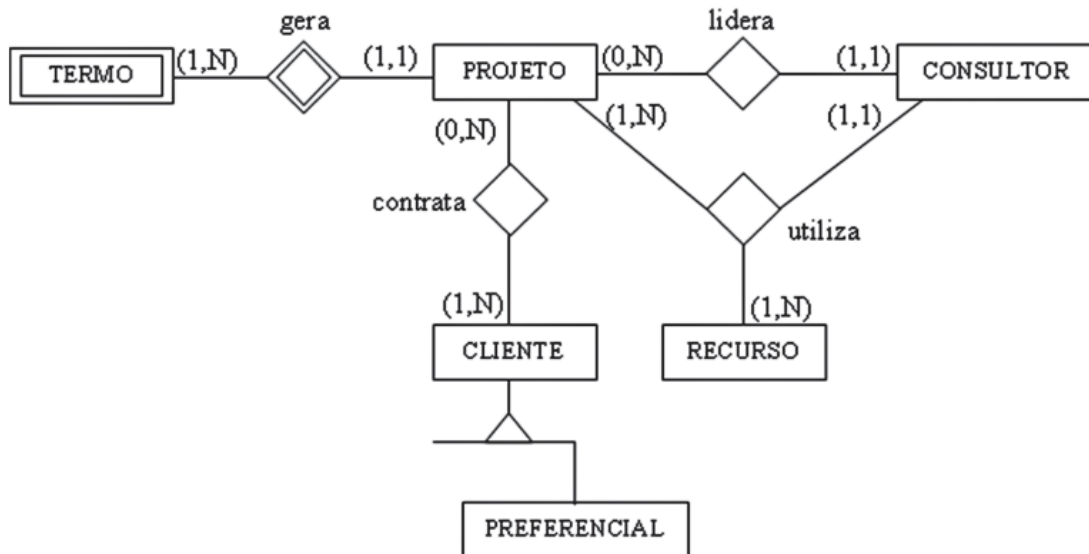 gera
lidera
TERMO
(1,N)
(1,1)
PROJETO
(0,N)
(1,1)
CONSULTOR
(0,N)
(1,N)
(1,1)
contrata
utiliza
(1,N)
(1,N)
CLIENTE
RECURSO
PREFERENCIAL